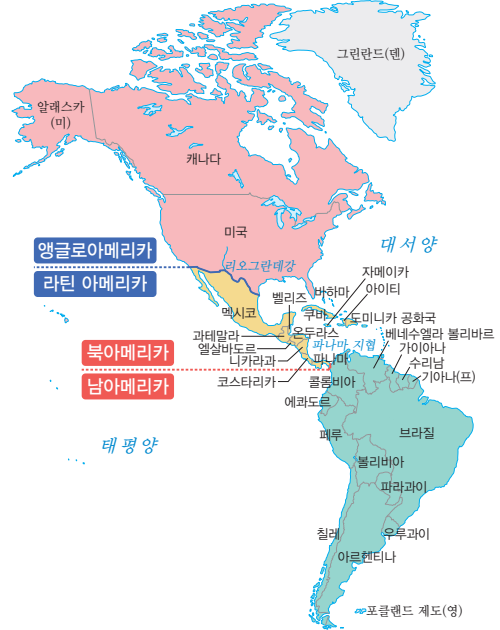 그린란드(덴)
알래스카
(미)
캐나다
미국
대서양
앵글로아메리카
라틴 아메리카
리오그란데강
자메이카
아이티
벨리즈
바하마
멕시코
쿠바
도미니카 공화국
과테말라
온두라스
베네수엘라 볼리바르
엘살바도르
파나마 지협
가이아나
북아메리카
니카라과
파나마
수리남
남아메리카
코스타리카
콜롬비아
기아나(프)
에콰도르
페루
브라질
태평양
볼리비아
파라과이
칠레
우루과이
아르헨티나
포클랜드 제도(영)